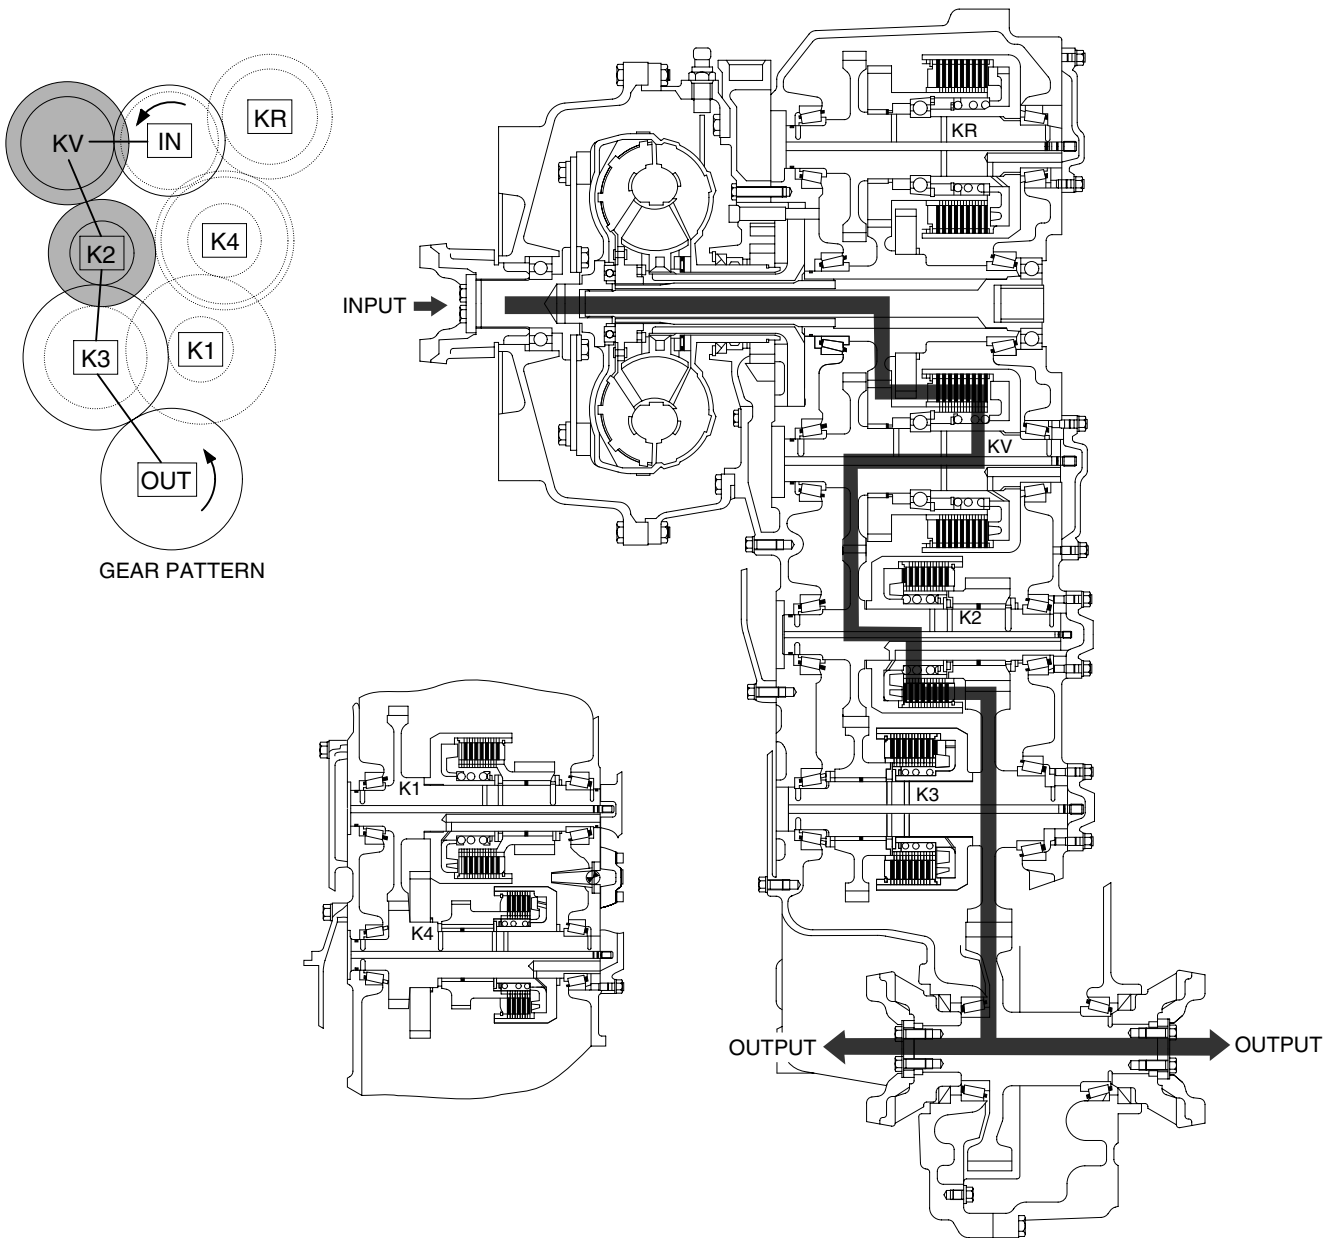 KV
IN
KR
K2
K4
K3
K1
OUT
GEAR PATTERN
INPUT
KR
KV
K2
K3
K1
K4
OUTPUT
OUTPUT